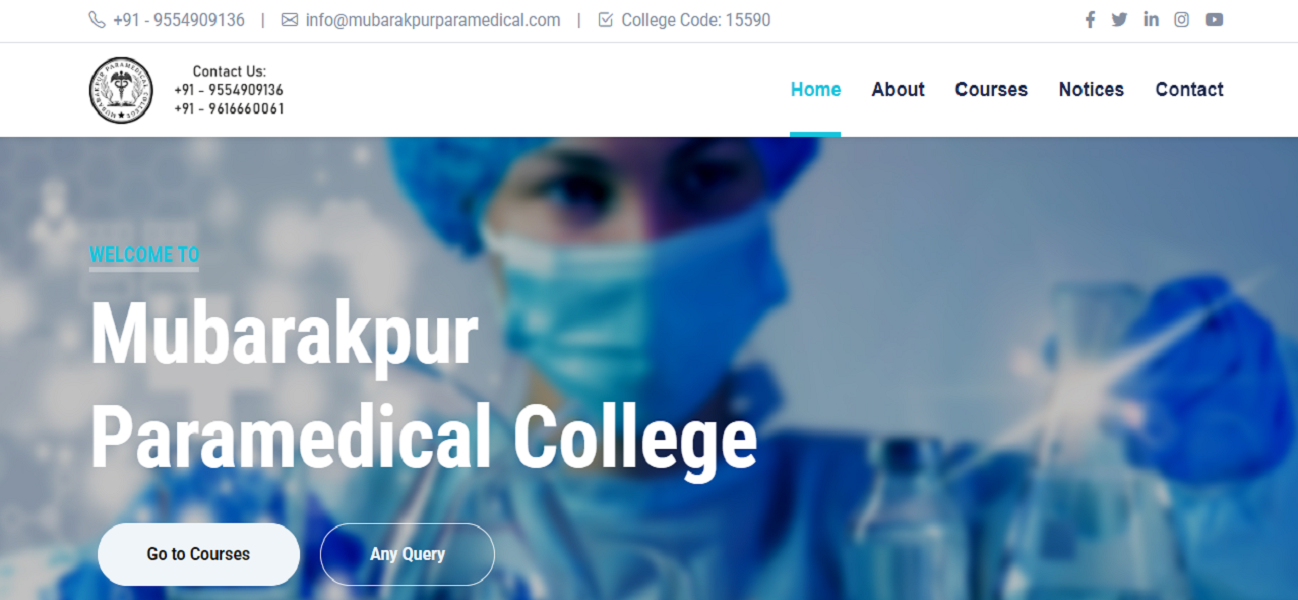 +91 - 9554909136 | info@mubarakpurparamedical.com | College Code: 15590
MUBARAKPUR PARAMEDICAL COLLEGE
Contact Us:
+91 - 9554909136
+91 - 9616660061
Home About Courses Notices Contact
WELCOME TO
Mubarakpur
Paramedical College
Go to Courses Any Query